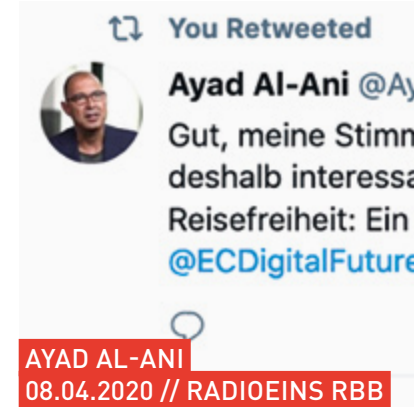 You Retweeted
Ayad Al-Ani @Ay
Gut, meine Stimm
deshalb interessa
Reisefreiheit: Ein
@ECDigitalFuture
AYAD AL-ANI
08.04.2020 // RADIOEINS RBB